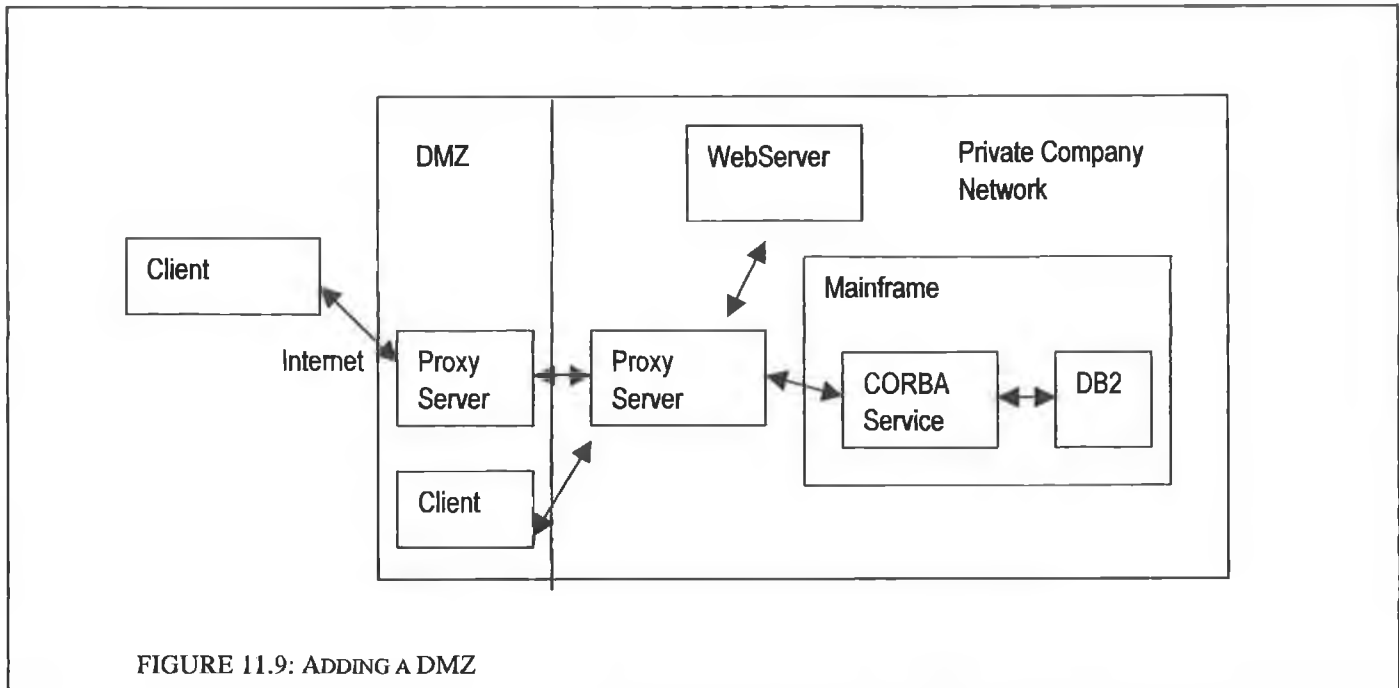 DMZ
WebServer
Private Company
Network
Client
Mainframe
Internet
Proxy
Server
Proxy
Server
CORBA
Service
DB2
Client
FIGURE 11.9: ADDING A DMZ